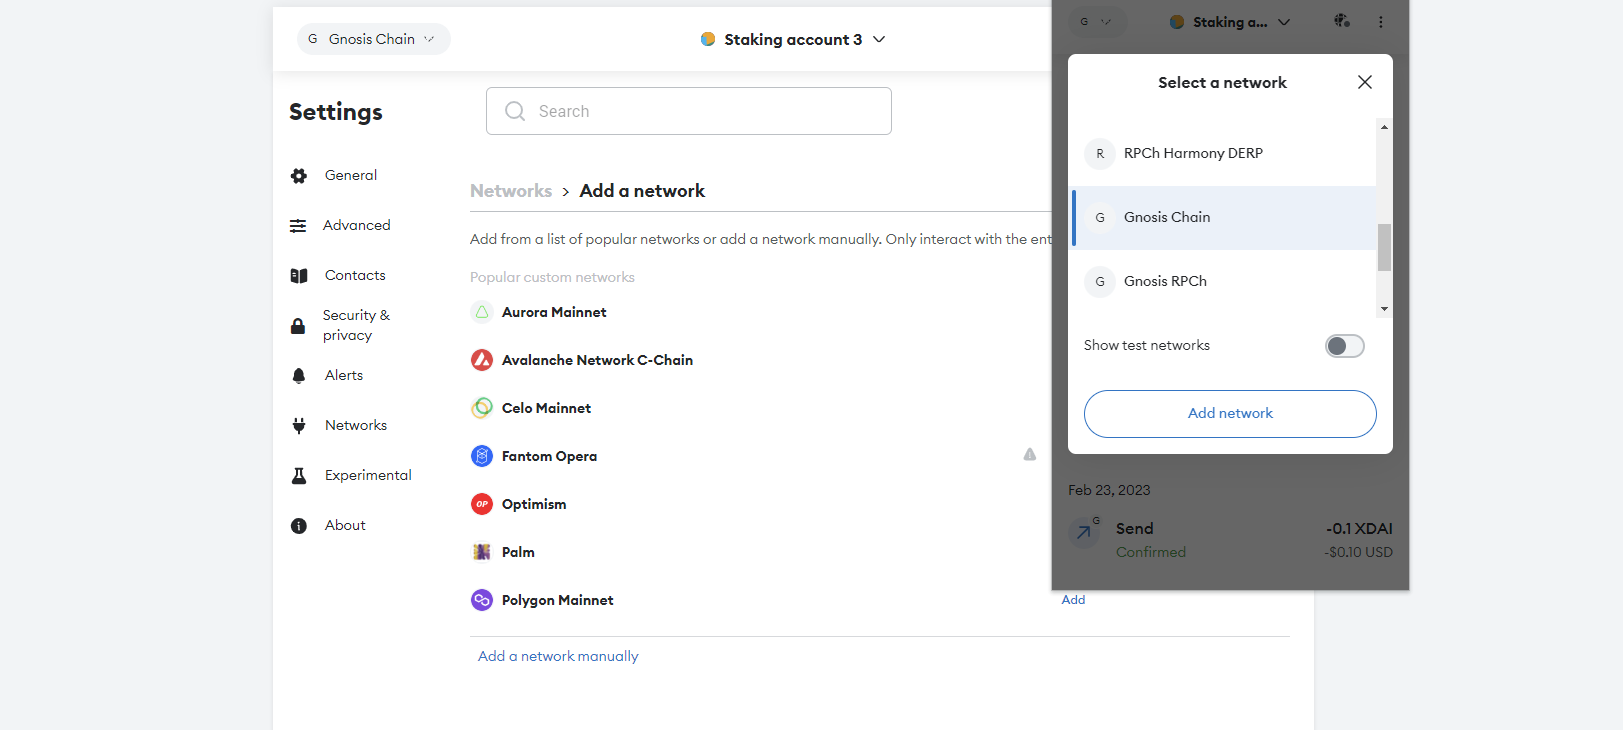 G Gnosis Chain
Staking account 3
Settings
Search
General
Advanced
Contacts
Security &
privacy
Alerts
Networks
Experimental
About
Networks > Add a network
Add from a list of popular networks or add a network manually. Only interact with the ent
Popular custom networks
Aurora Mainnet
Avalanche Network C-Chain
Celo Mainnet
Fantom Opera
OP Optimism
Palm
Polygon Mainnet
Add
Add a network manually
G
Staking a...
Select a network
R RPCh Harmony DERP
G Gnosis Chain
G Gnosis RPCh
Show test networks
Add network
Feb 23, 2023
G
Send -0.1 XDAI
Confirmed -$0.10 USD